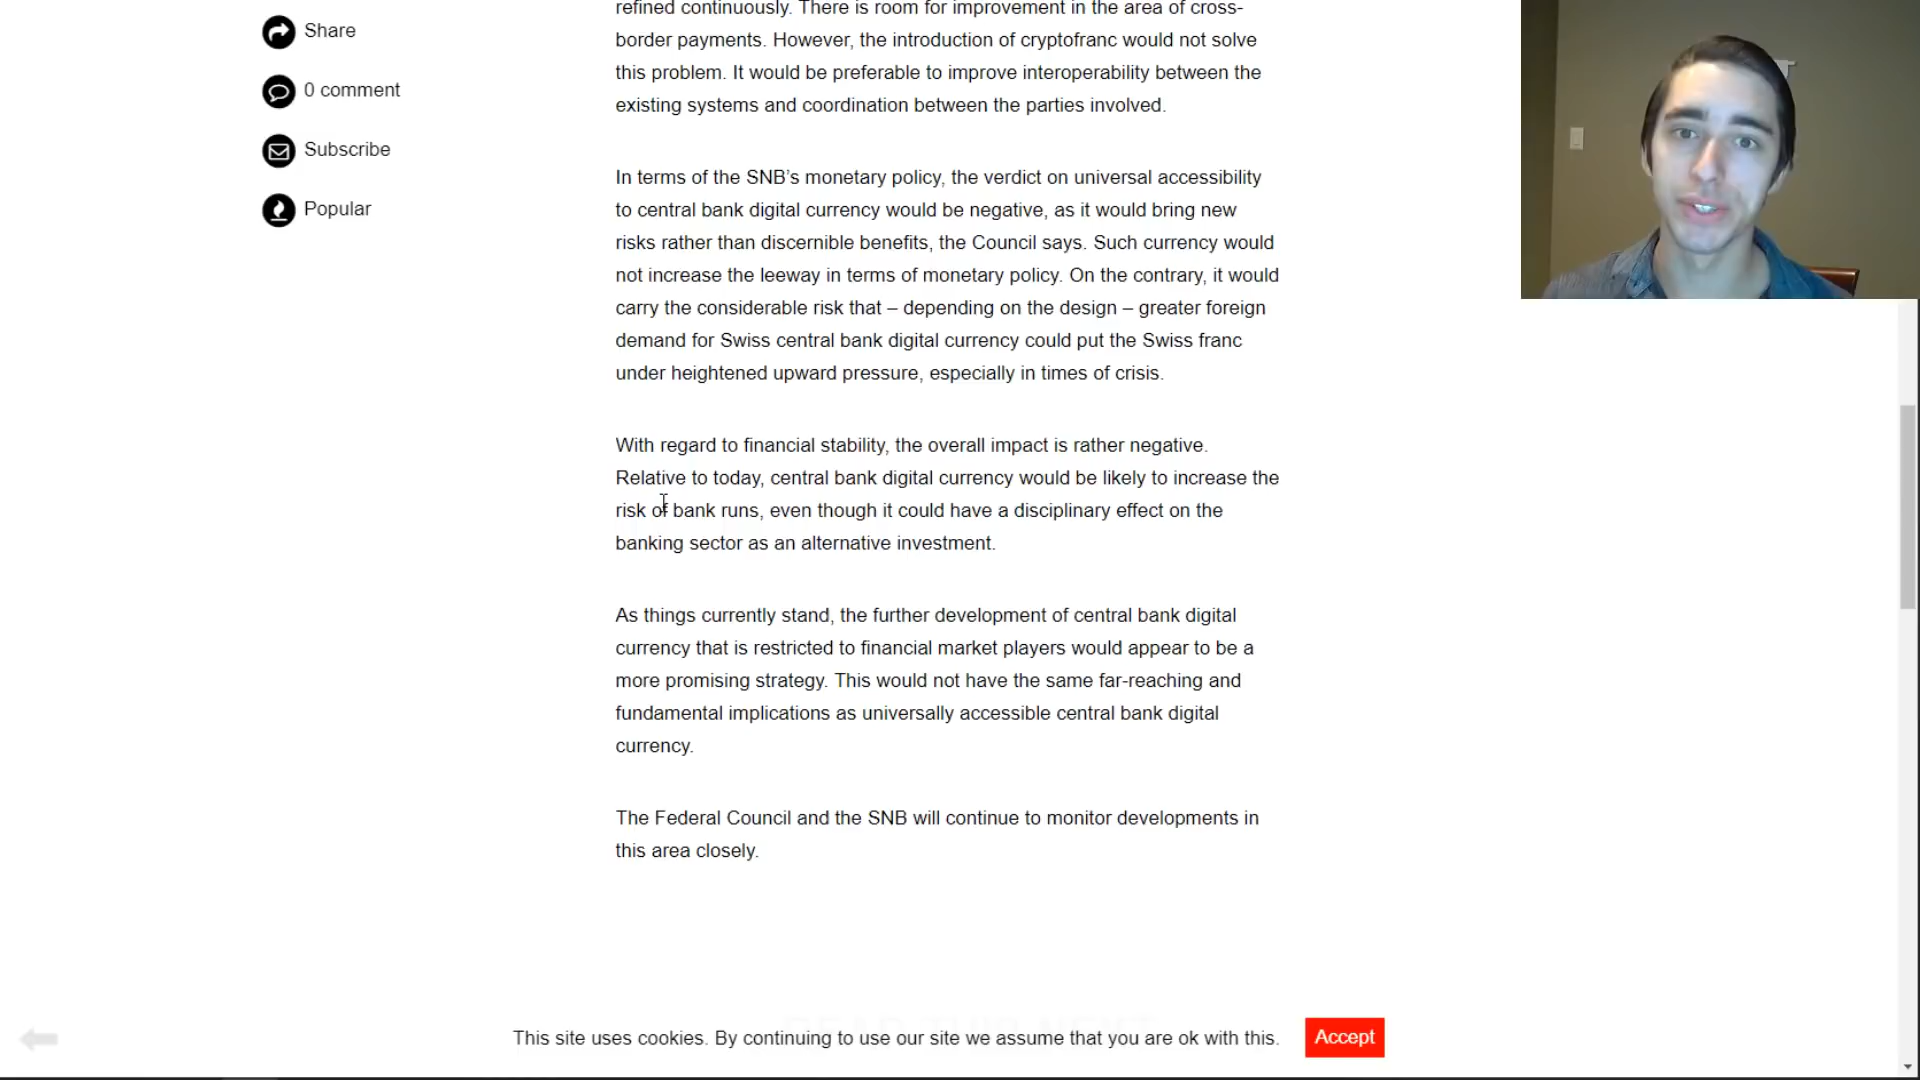 Share
0 comment
Subscribe
Popular
refined continuously. There is room for improvement in the area of cross-
border payments. However, the introduction of cryptofranc would not solve
this problem. It would be preferable to improve interoperability between the
existing systems and coordination between the parties involved.
In terms of the SNB’s monetary policy, the verdict on universal accessibility
to central bank digital currency would be negative, as it would bring new
risks rather than discernible benefits, the Council says. Such currency would
not increase the leeway in terms of monetary policy. On the contrary, it would
carry the considerable risk that – depending on the design – greater foreign
demand for Swiss central bank digital currency could put the Swiss franc
under heightened upward pressure, especially in times of crisis.
With regard to financial stability, the overall impact is rather negative.
Relative to today, central bank digital currency would be likely to increase the
risk of bank runs, even though it could have a disciplinary effect on the
banking sector as an alternative investment.
As things currently stand, the further development of central bank digital
currency that is restricted to financial market players would appear to be a
more promising strategy. This would not have the same far-reaching and
fundamental implications as universally accessible central bank digital
currency.
The Federal Council and the SNB will continue to monitor developments in
this area closely.
This site uses cookies. By continuing to use our site we assume that you are ok with this.
Accept